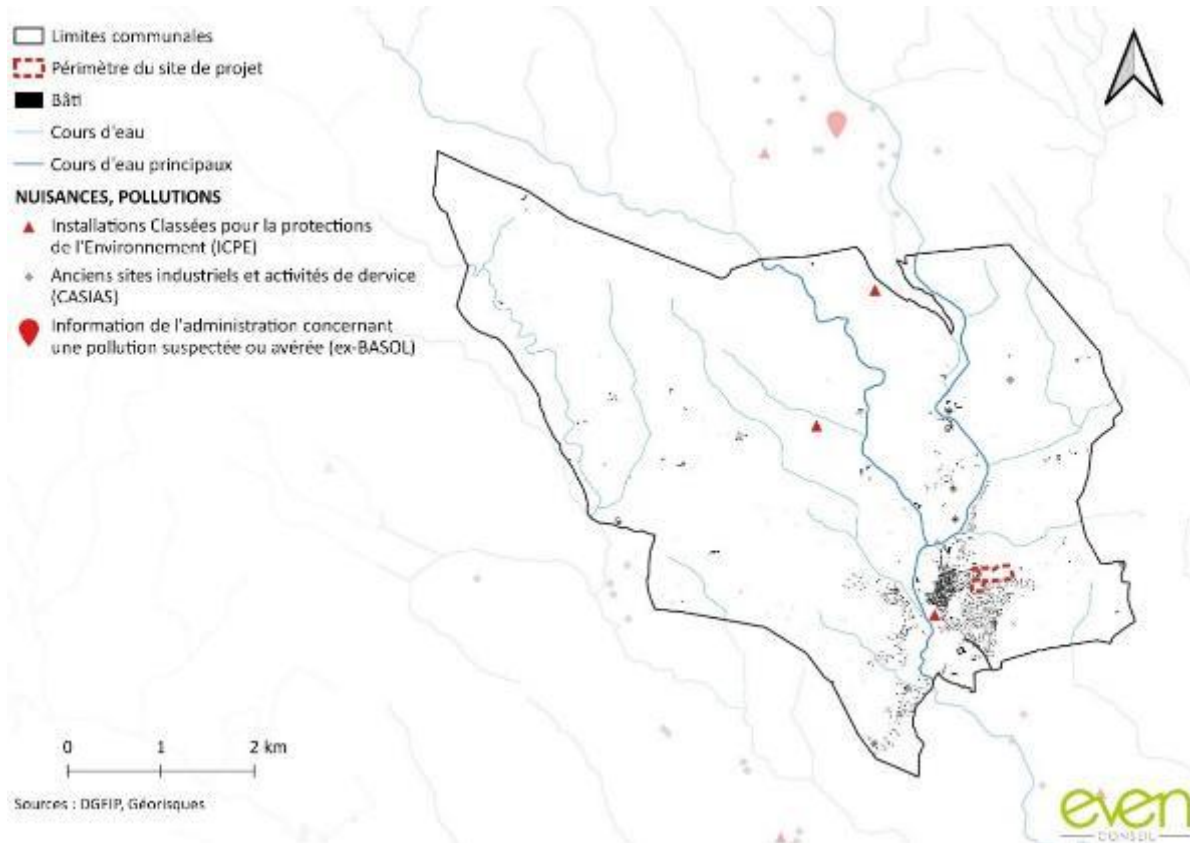 Limites communales
Périmètre du site de projet
Bâti
Cours d'eau
Cours d'eau principaux
NUISANCES, POLLUTIONS
Installations Classées pour la protections
de l'Environnement (ICPE)
Anciens sites industriels et activités de dervice
(CASIAS)
Information de l'administration concernant
une pollution suspectée ou avérée (ex-BASOL)
0 1 2 km
Sources : DGFIP, Géorisques
even
CONSEIL